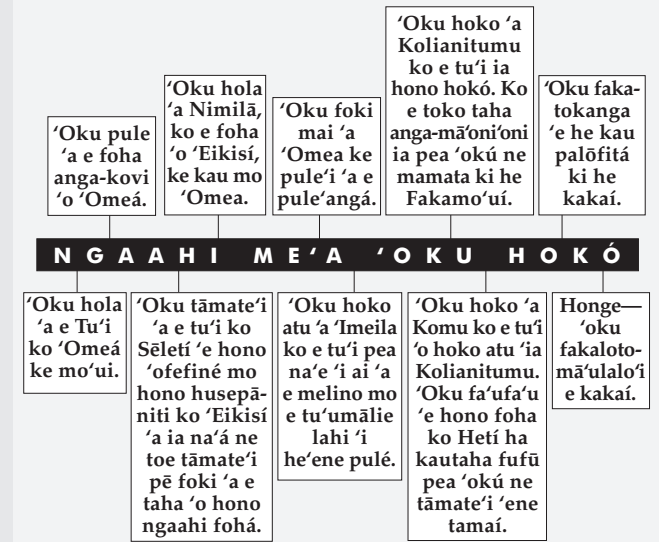 ‘Oku pule
‘a e foha
anga-kovi
‘o ‘Omeá.
‘Oku hola
‘a Nimilā,
ko e foha
‘o ‘Eikisí,
ke kau mo
‘Omea.
‘Oku foki
mai ‘a
‘Omea ke
pule‘i ‘a e
pule‘angá.
‘Oku hoko ‘a
Kolianitumu
ko e tu‘i ia
hono hokó. Ko
e toko taha
anga-mā‘oni‘oni
ia pea ‘okú ne
mamata ki he
Fakamo‘uí.
‘Oku faka-
tokanga
‘e he kau
palōfitá
ki he
kakaí.
NGAAHI ME‘A ‘OKU HOKÓ
‘Oku hola
‘a e Tu‘i
ko ‘Omeá
ke mo‘ui.
‘Oku tāmate‘i
‘a e tu‘i ko
Sēletí ‘e hono
‘ofefiné mo
hono husepā-
niti ko ‘Eikisí
‘a ia na‘á ne
toe tāmate‘i
pē foki ‘a e
taha ‘o hono
ngaahi fohá.
‘Oku hoko
atu ‘a ‘Imeila
ko e tu‘i pea
na‘e ‘i ai ‘a
e melino mo
e tu‘umālie
lahi ‘i
he‘ene pulé.
‘Oku hoko ‘a
Komu ko e tu‘i
‘o hoko atu ‘ia
Kolianitumu.
‘Oku fa‘ufa‘u
‘e hono foha
ko Hetí ha
kautaha fufū
pea ‘okú ne
tāmate‘i ‘ene
tamaí.
Honge—
‘oku
fakaloto-
mā‘ulalo‘i
e kakaí.